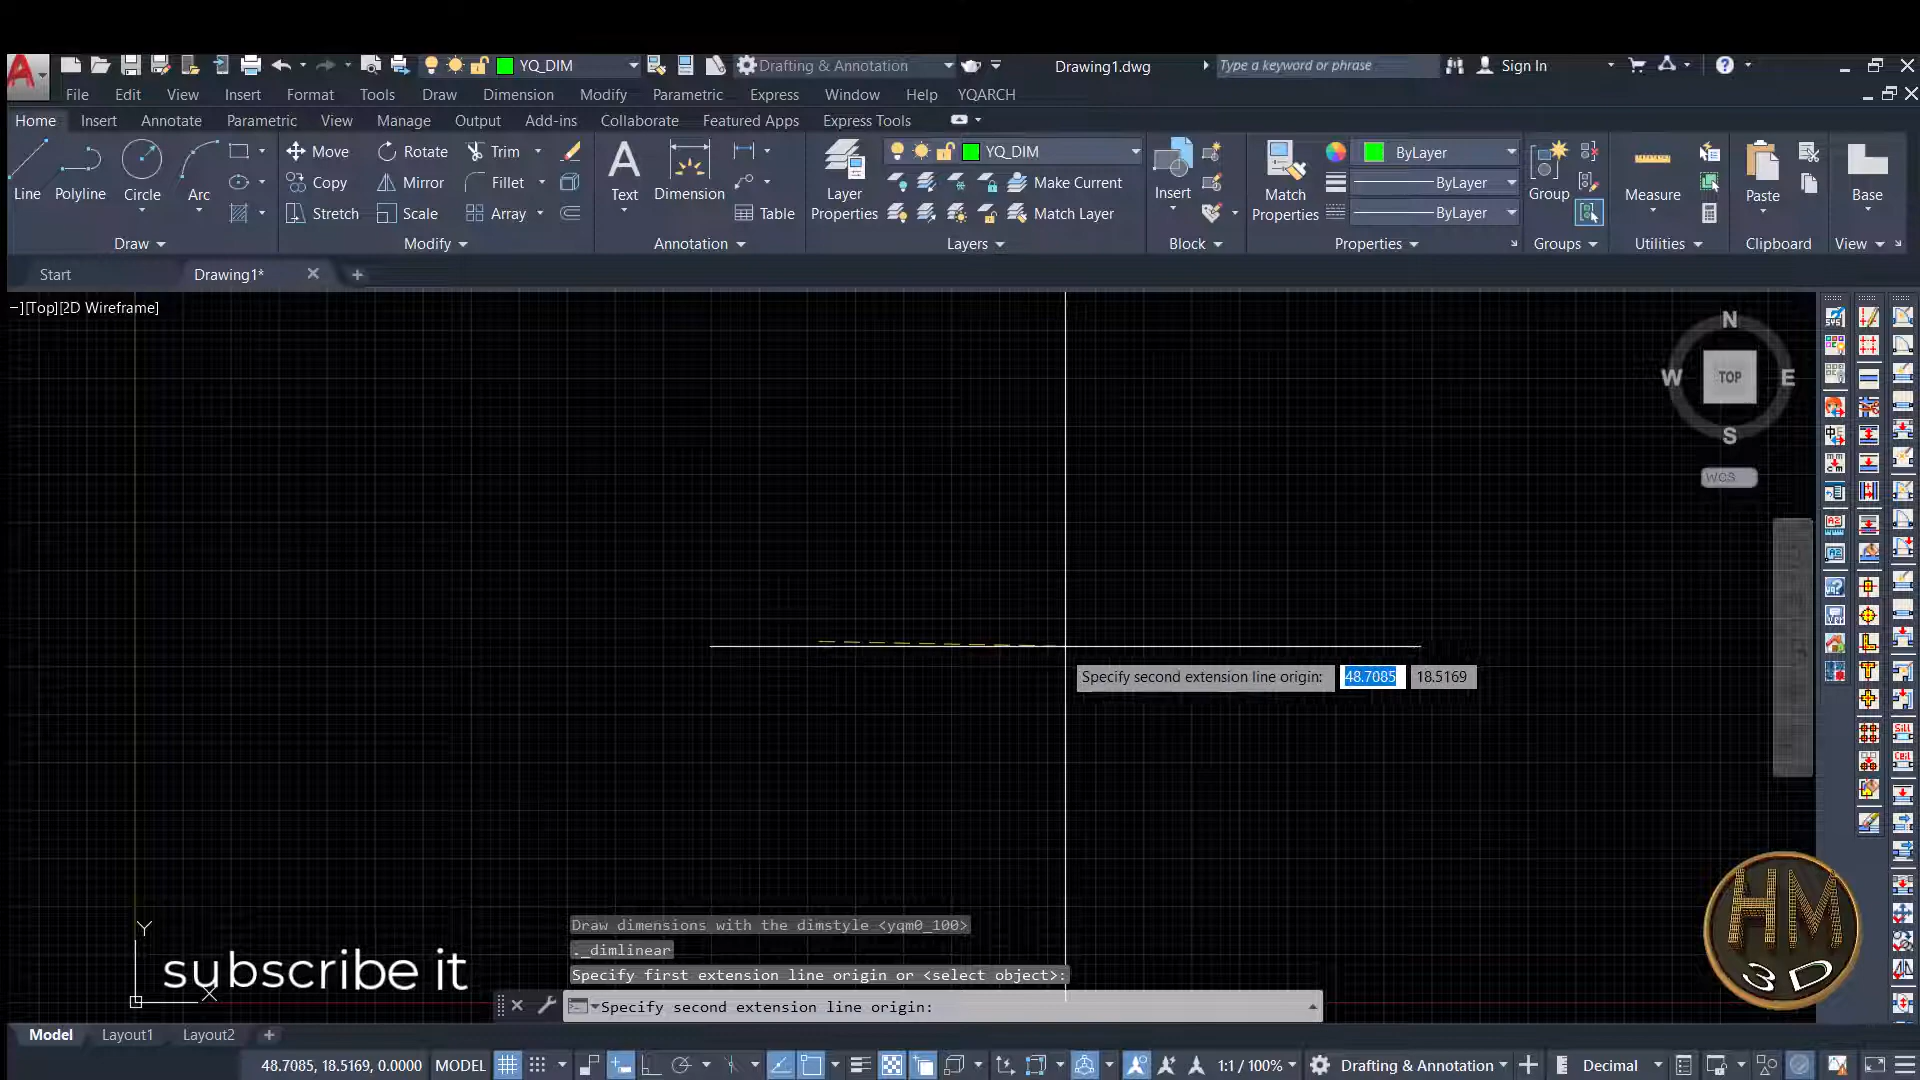 YQ_DIM Drafting & Annotation Drawing1.dwg Type a keyword or phrase Sign In
File Edit View Insert Format Tools Draw Dimension Modify Parametric Express Window Help YQARCH
Home Insert Annotate Parametric View Manage Output Add-ins Collaborate Featured Apps Express Tools
Move Rotate Trim YQ_DIM ByLayer
Line Polyline Circle Arc Copy Mirror Fillet Text Dimension Layer Properties Make Current Insert Match Properties ByLayer Group Measure Paste Base
Stretch Scale Array Table Match Layer ByLayer
Draw Modify Annotation Layers Block Properties Groups Utilities Clipboard View
Start Drawing1*
−][Top][2D Wireframe]
N
W TOP E
S
WCS
Specify second extension line origin: 48.7085 18.5169
Sill
Ceil
Draw dimensions with the dimstyle <yqm0_100>
._dimlinear
Specify first extension line origin or <select object>:
Specify second extension line origin:
Y
X
subscribe it
HM
3D
Model Layout1 Layout2
48.7085, 18.5169, 0.0000 MODEL 1:1 / 100% Drafting & Annotation Decimal